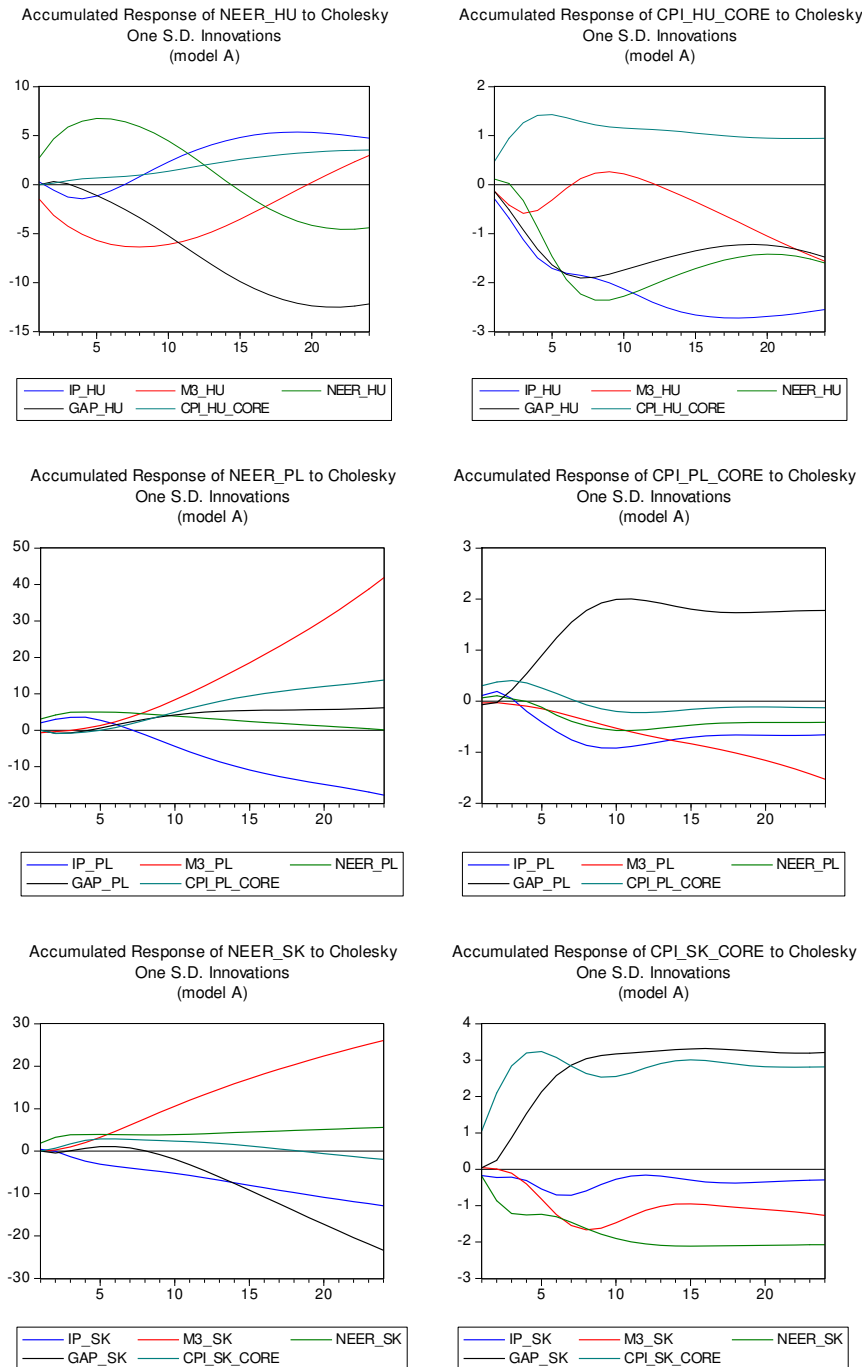 Accumulated Response of NEER_HU to Cholesky
One S.D. Innovations
(model A)
10
5
0
-5
-10
-15
5 10 15 20
IP_HU M3_HU NEER_HU
GAP_HU CPI_HU_CORE
Accumulated Response of CPI_HU_CORE to Cholesky
One S.D. Innovations
(model A)
2
1
0
-1
-2
-3
5 10 15 20
IP_HU M3_HU NEER_HU
GAP_HU CPI_HU_CORE
Accumulated Response of NEER_PL to Cholesky
One S.D. Innovations
(model A)
50
40
30
20
10
0
-10
-20
5 10 15 20
IP_PL M3_PL NEER_PL
GAP_PL CPI_PL_CORE
Accumulated Response of CPI_PL_CORE to Cholesky
One S.D. Innovations
(model A)
3
2
1
0
-1
-2
5 10 15 20
IP_PL M3_PL NEER_PL
GAP_PL CPI_PL_CORE
Accumulated Response of NEER_SK to Cholesky
One S.D. Innovations
(model A)
30
20
10
0
-10
-20
-30
5 10 15 20
IP_SK M3_SK NEER_SK
GAP_SK CPI_SK_CORE
Accumulated Response of CPI_SK_CORE to Cholesky
One S.D. Innovations
(model A)
4
3
2
1
0
-1
-2
-3
5 10 15 20
IP_SK M3_SK NEER_SK
GAP_SK CPI_SK_CORE